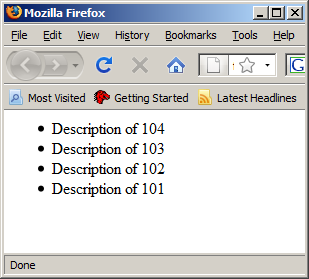 Mozilla Firefox
File Edit View History Bookmarks Tools Help
G
Most Visited Getting Started Latest Headlines
Description of 104
Description of 103
Description of 102
Description of 101
Done